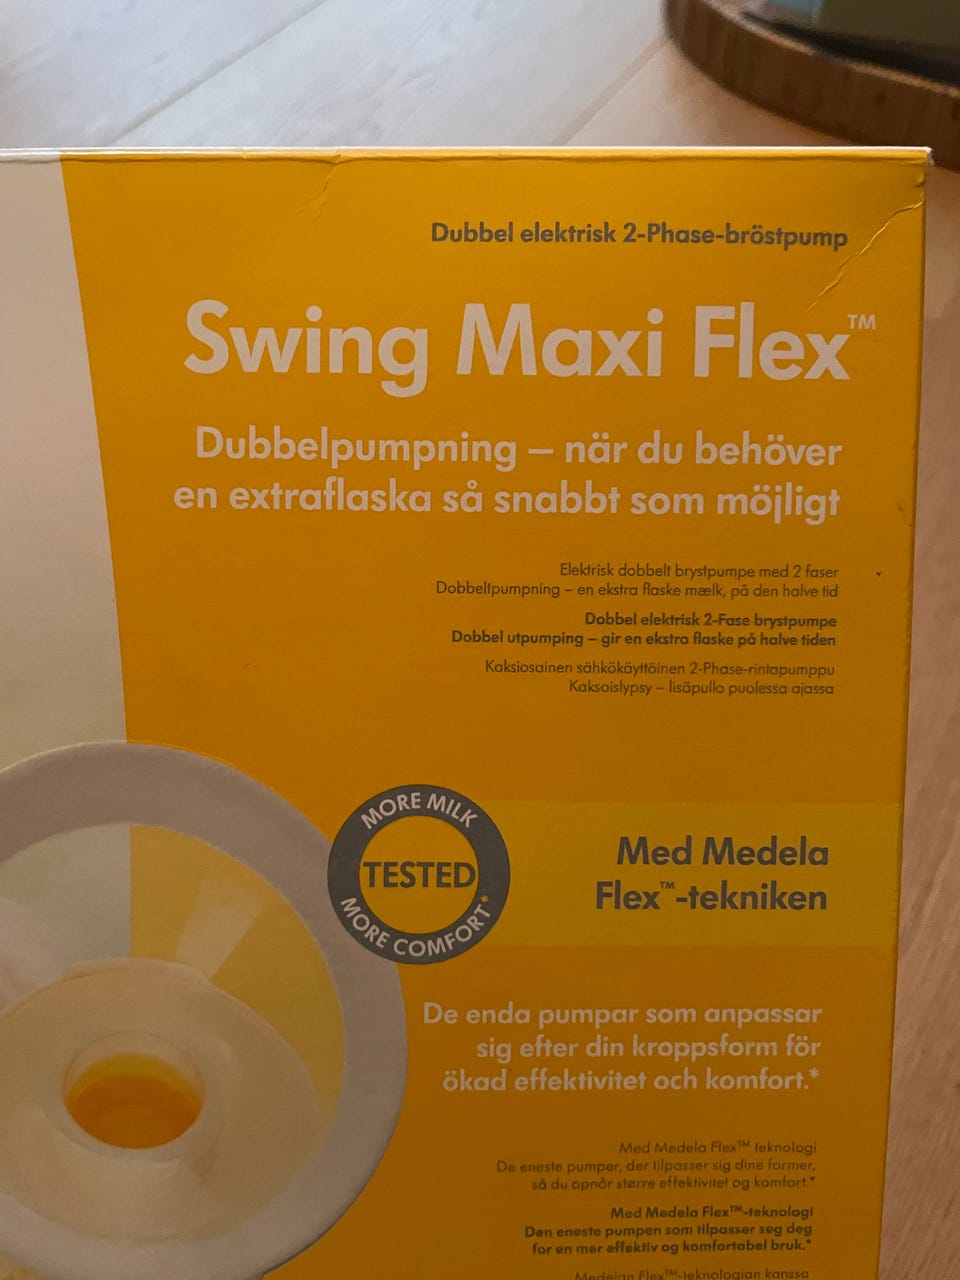 Dubbel elektrisk 2-Phase-bröstpump
Swing Maxi Flex™
Dubbelpumpning – när du behöver
en extraflaska så snabbt som möjligt
Elektrisk dobbelt brystpumpe med 2 faser
Dobbeltpumpning – en ekstra flaske mælk, på den halve tid
Dobbel elektrisk 2-Fase brystpumpe
Dobbel utpumping – gir en ekstra flaske på halve tiden
Kaksiosainen sähkökäyttöinen 2-Phase-rintapumppu
Kaksoislypsy – lisäpullo puolessa ajassa
MORE MILK
TESTED
MORE COMFORT*
Med Medela
Flex™-tekniken
De enda pumpar som anpassar
sig efter din kroppsform för
ökad effektivitet och komfort.*
Med Medela Flex™ teknologi
De eneste pumper, der tilpasser sig dine former,
så du opnår større effektivitet og komfort.*
Med Medela Flex™-teknologi
Den eneste pumpen som tilpasser seg deg
for en mer effektiv og komfortabel bruk.*
Medelan Flex™-teknologian kanssa